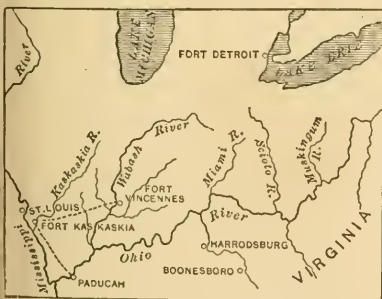 LAKE
MICHIGAN
FORT DETROIT
LAKE ERIE
River
Kaskaskia R.
Wabash River
Miami R.
Scioto R.
Muskingum
R.
FORT
VINCENNES
ST. LOUIS
FORT KASKASKIA
Mississippi
Ohio River
HARRODSBURG
BOONESBORO
PADUCAH
VIRGINIA